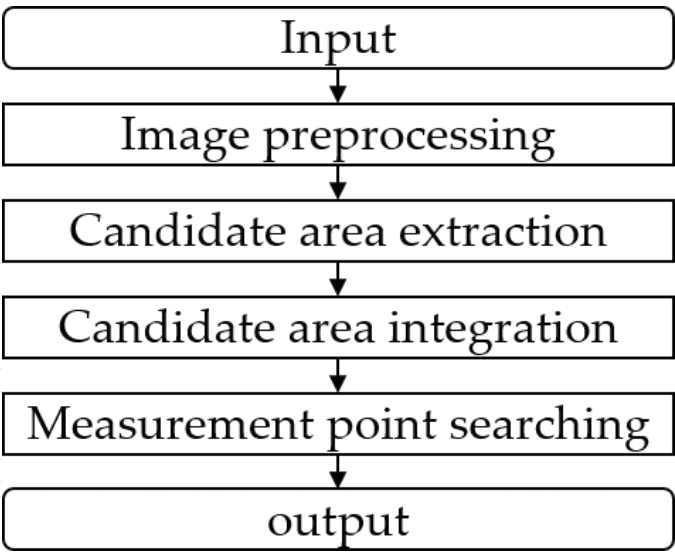 Input
Image preprocessing
Candidate area extraction
Candidate area integration
Measurement point searching
output